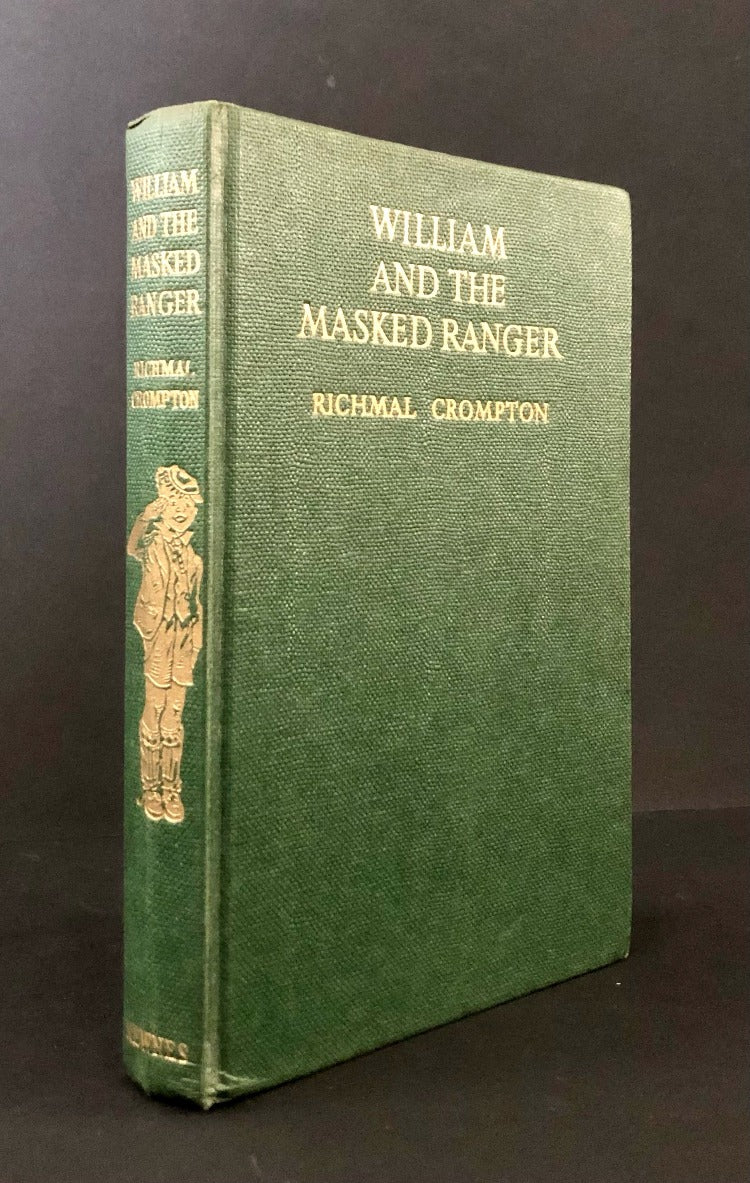 WILLIAM
AND THE
MASKED
RANGER
RICHMAL
CROMPTON
NEWNES
WILLIAM
AND THE
MASKED RANGER
RICHMAL CROMPTON